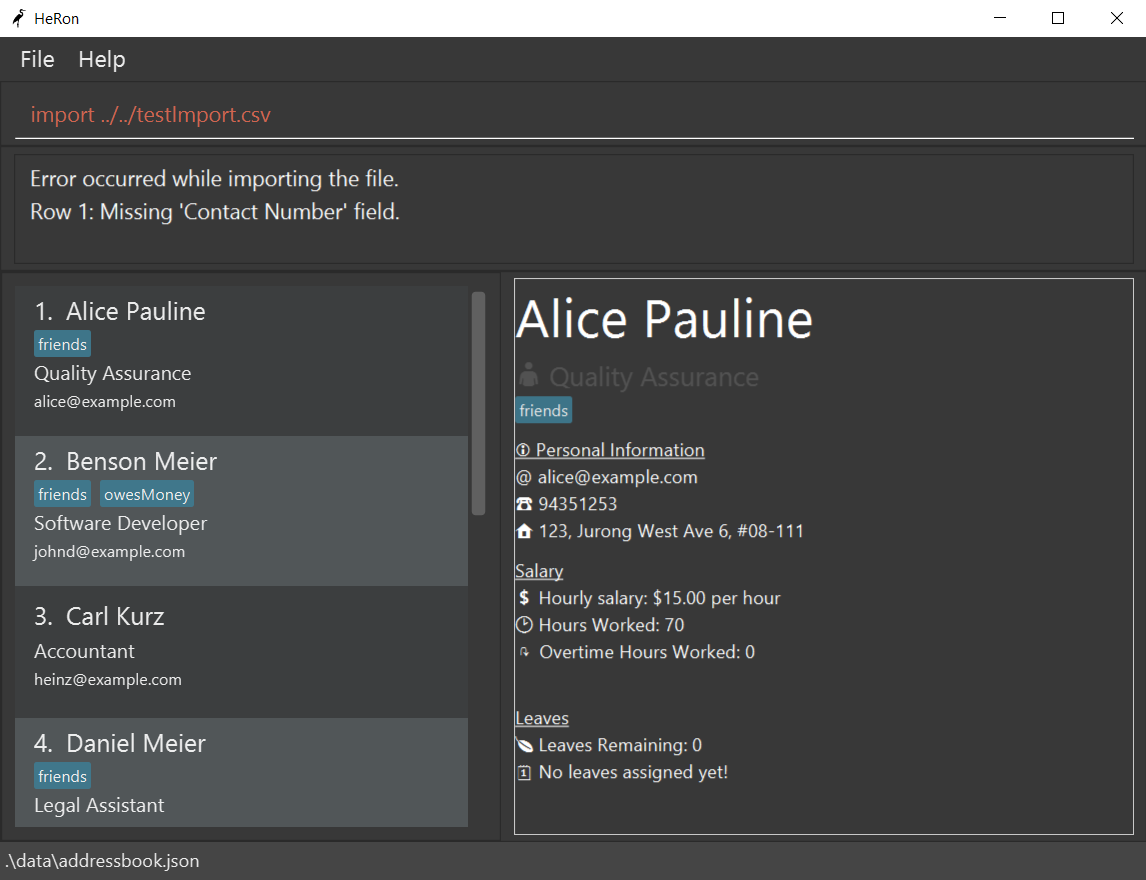 HeRon
File Help
import ../../testImport.csv
Error occurred while importing the file.
Row 1: Missing 'Contact Number' field.
1. Alice Pauline
friends
Quality Assurance
alice@example.com
2. Benson Meier
friends owesMoney
Software Developer
johnd@example.com
3. Carl Kurz
Accountant
heinz@example.com
4. Daniel Meier
friends
Legal Assistant
Alice Pauline
Quality Assurance
friends
Personal Information
@ alice@example.com
94351253
123, Jurong West Ave 6, #08-111
Salary
$ Hourly salary: $15.00 per hour
Hours Worked: 70
Overtime Hours Worked: 0
Leaves
Leaves Remaining: 0
No leaves assigned yet!
.\data\addressbook.json